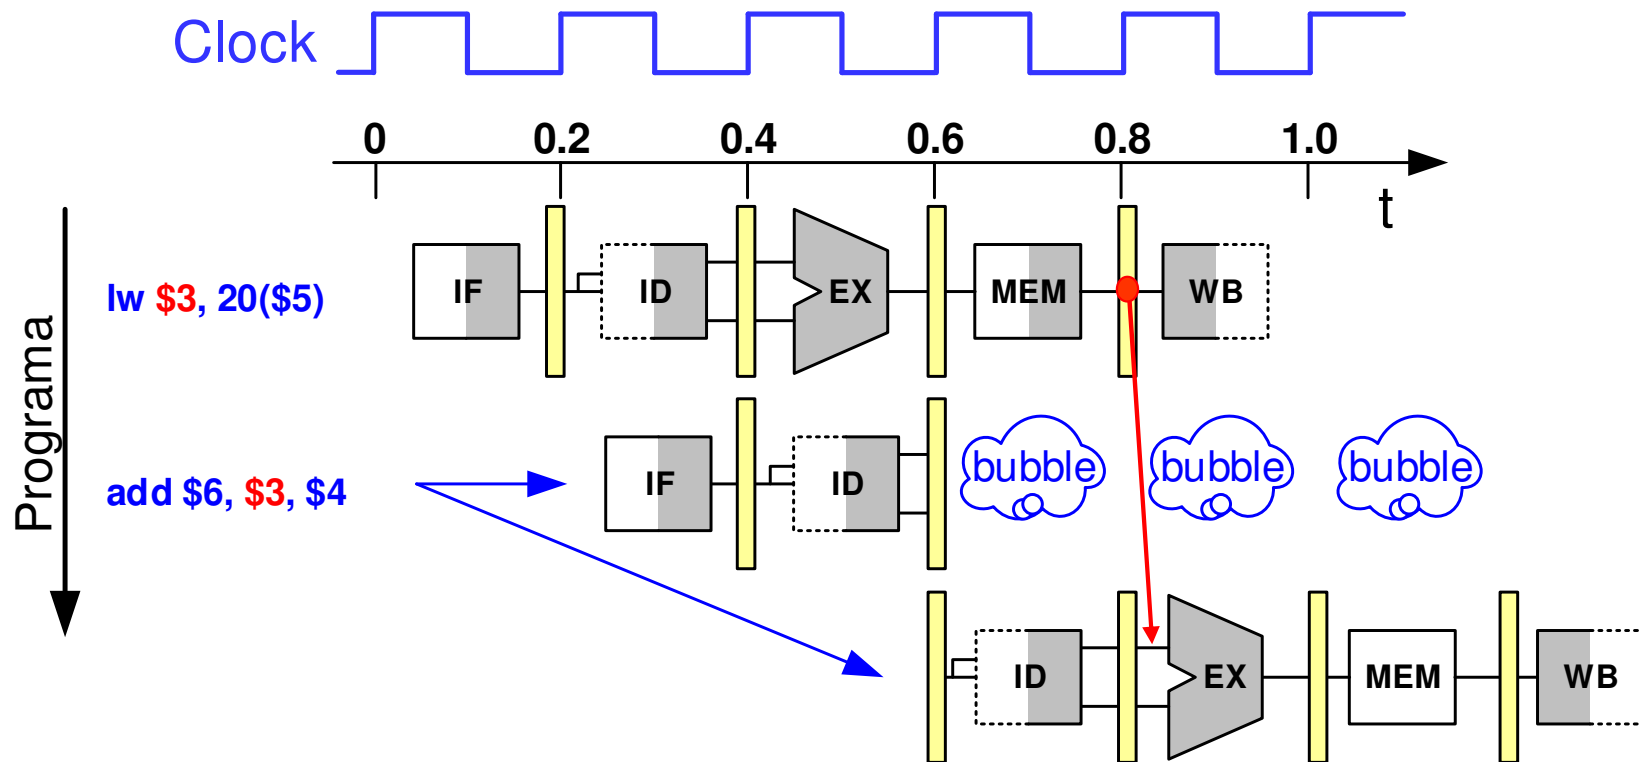 Clock
0 0.2 0.4 0.6 0.8 1.0
t
Programa
lw $3, 20($5)
IF ID EX MEM WB
add $6, $3, $4
IF ID bubble bubble bubble
ID EX MEM WB